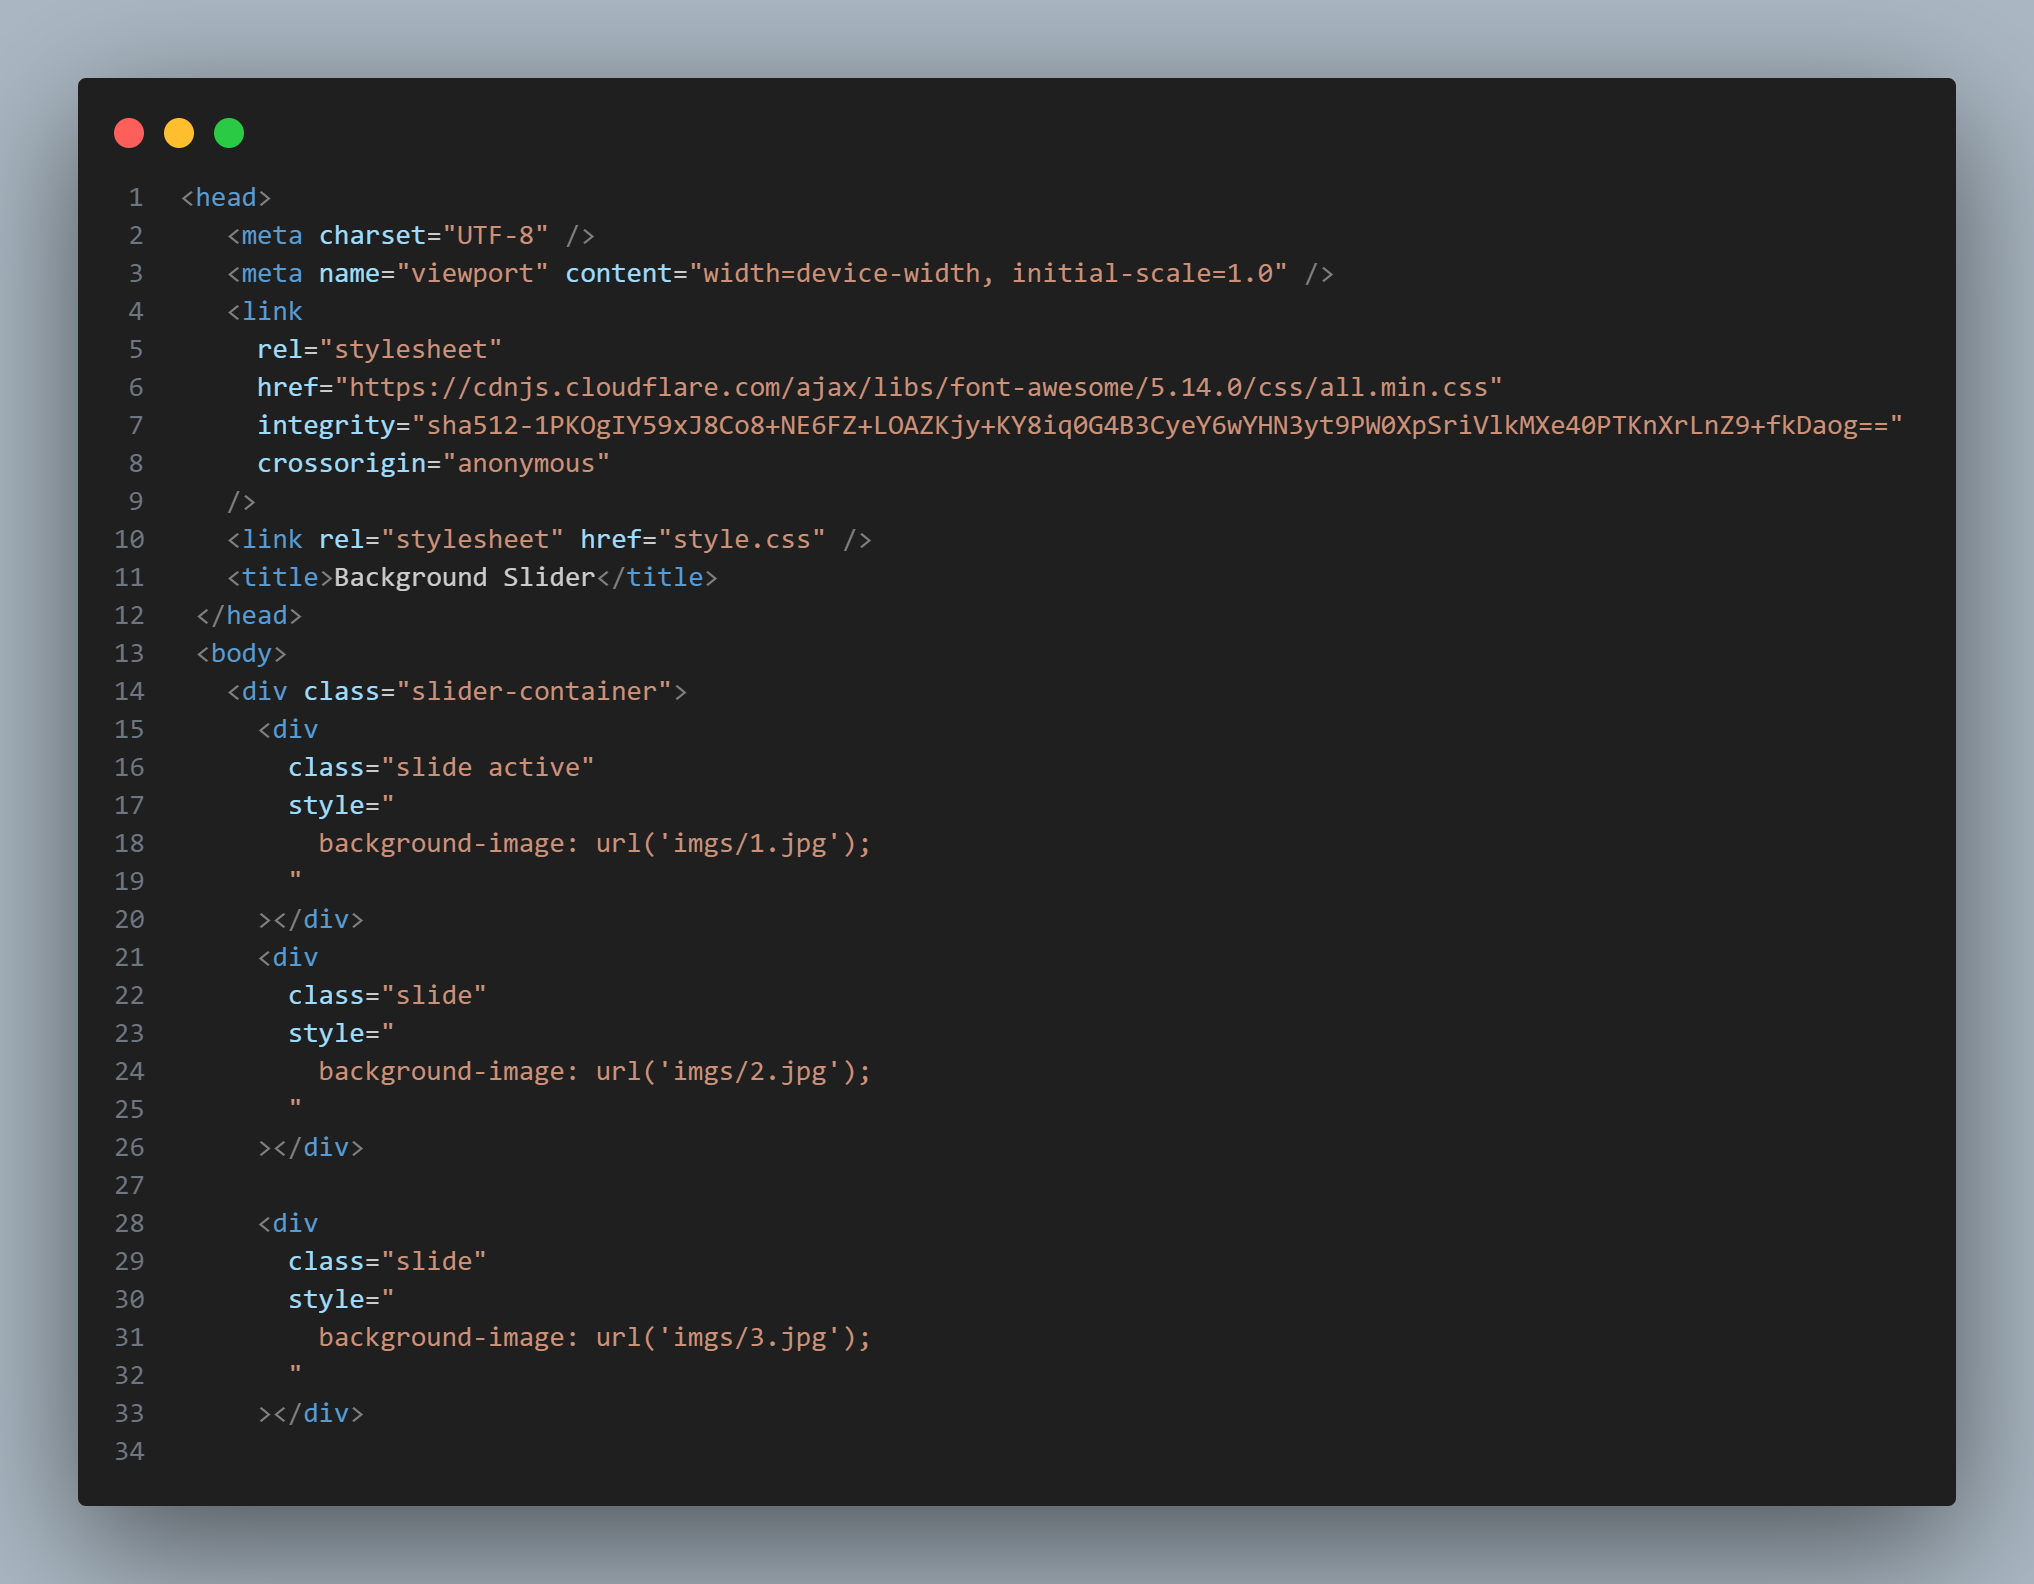 1 <head>
2 <meta charset="UTF-8" />
3 <meta name="viewport" content="width=device-width, initial-scale=1.0" />
4 <link
5 rel="stylesheet"
6 href="https://cdnjs.cloudflare.com/ajax/libs/font-awesome/5.14.0/css/all.min.css"
7 integrity="sha512-1PKOgIY59xJ8Co8+NE6FZ+LOAZKjy+KY8iq0G4B3CyeY6wYHN3yt9PW0XpSriVlkMXe40PTKnXrLnZ9+fkDaog=="
8 crossorigin="anonymous"
9 />
10 <link rel="stylesheet" href="style.css" />
11 <title>Background Slider</title>
12 </head>
13 <body>
14 <div class="slider-container">
15 <div
16 class="slide active"
17 style="
18 background-image: url('imgs/1.jpg');
19 "
20 ></div>
21 <div
22 class="slide"
23 style="
24 background-image: url('imgs/2.jpg');
25 "
26 ></div>
27
28 <div
29 class="slide"
30 style="
31 background-image: url('imgs/3.jpg');
32 "
33 ></div>
34